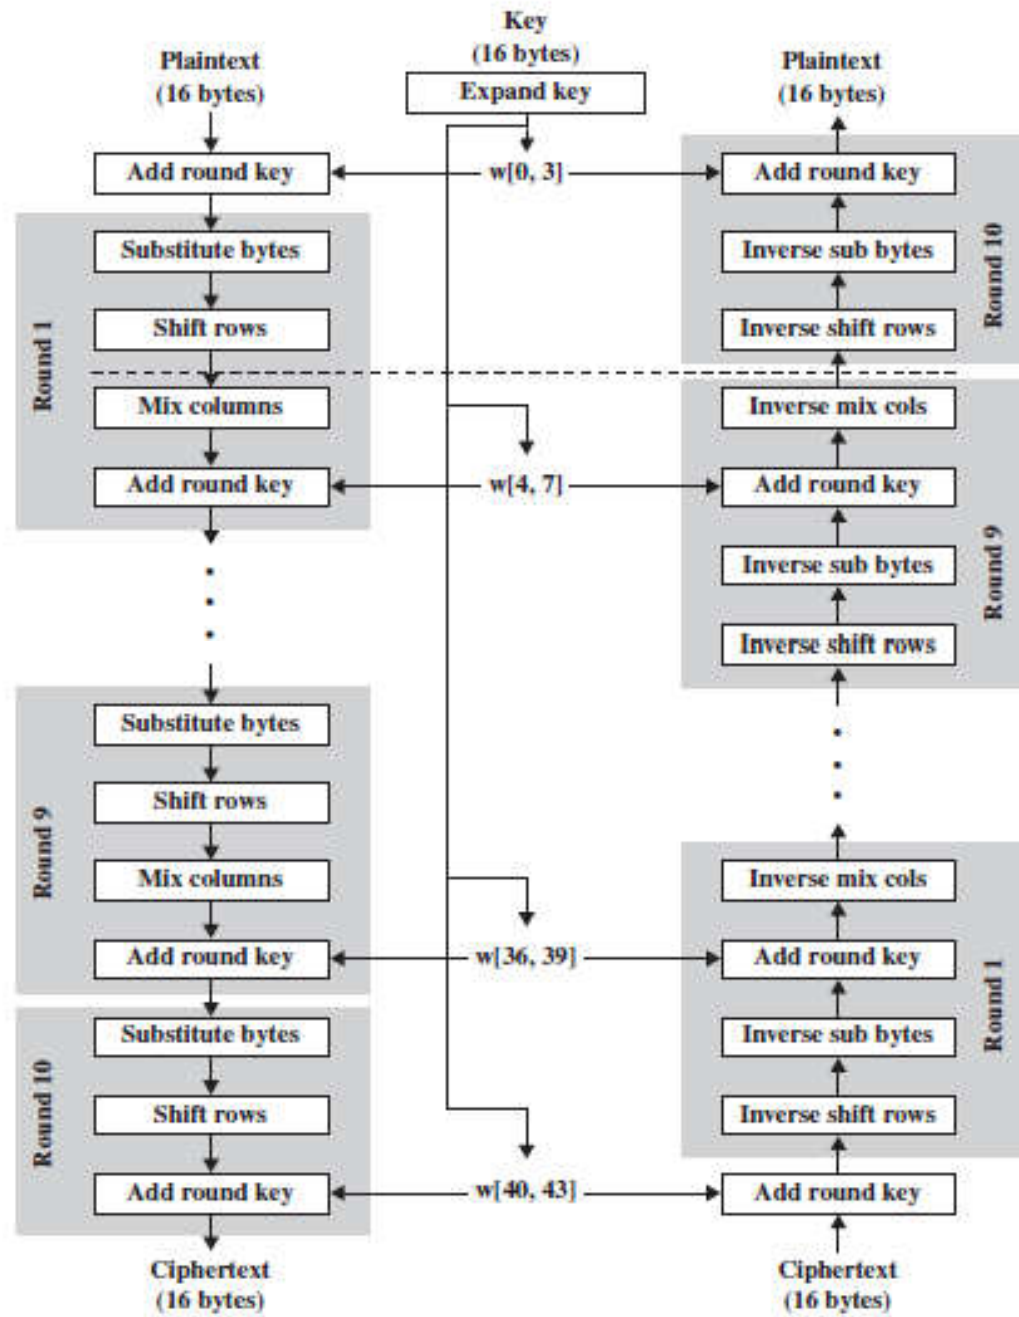 Key
(16 bytes)
Plaintext
(16 bytes)
Expand key
Plaintext
(16 bytes)
Add round key
w[0, 3]
Add round key
Round 1
Substitute bytes
Shift rows
Mix columns
Add round key
w[4, 7]
Round 10
Inverse sub bytes
Inverse shift rows
Round 9
Inverse mix cols
Add round key
Inverse sub bytes
Inverse shift rows
Round 9
Substitute bytes
Shift rows
Mix columns
Add round key
w[36, 39]
Round 1
Inverse mix cols
Add round key
Inverse sub bytes
Inverse shift rows
Round 10
Substitute bytes
Shift rows
Add round key
w[40, 43]
Add round key
Ciphertext
(16 bytes)
Ciphertext
(16 bytes)